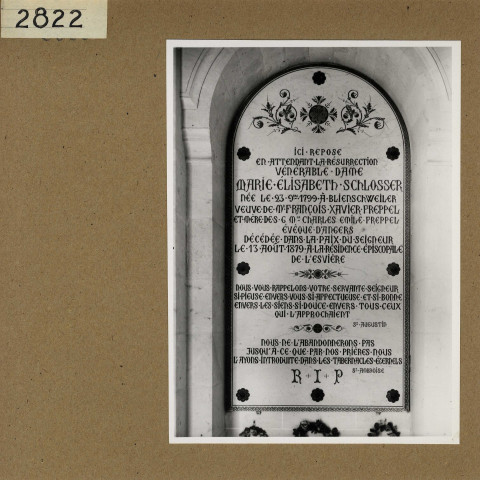 2822
ICI · REPOSE
EN · ATTENDANT · LA · RÉSURRECTION
VÉNÉRABLE · DAME
MARIE · ÉLISABETH · SCHLOSSER
NÉE LE · 23 · 9bre · 1799 · À · BLIENSCHWEILER
VEUVE · DE · Mr FRANÇOIS · XAVIER · FREPPEL
ET · MÈRE · DE · S · G · Mgr CHARLES EMILE · FREPPEL
ÉVÊQUE · D'ANGERS
DÉCÉDÉE · DANS · LA · PAIX · DU · SEIGNEUR
LE · 13 · AOÛT · 1879 · A · LA · RÉSIDENCE · ÉPISCOPALE
DE · L'ESVIÈRE
NOUS · VOUS · RAPPELONS · VOTRE · SERVANTE · SEIGNEUR
SI · PIEUSE · ENVERS · VOUS · SI · AFFECTUEUSE · ET · SI · BONNE
ENVERS · LES · SIENS · SI · DOUCE · ENVERS · TOUS · CEUX
QUI · L'APPROCHAIENT
St · AUGUSTIN
NOUS · NE · L'ABANDONNERONS · PAS
JUSQU'À · CE · QUE · PAR · NOS · PRIÈRES · NOUS
L'AYONS · INTRODUITE · DANS · LES · TABERNACLES · ÉTERNELS
St · AMBROISE
R · I · P